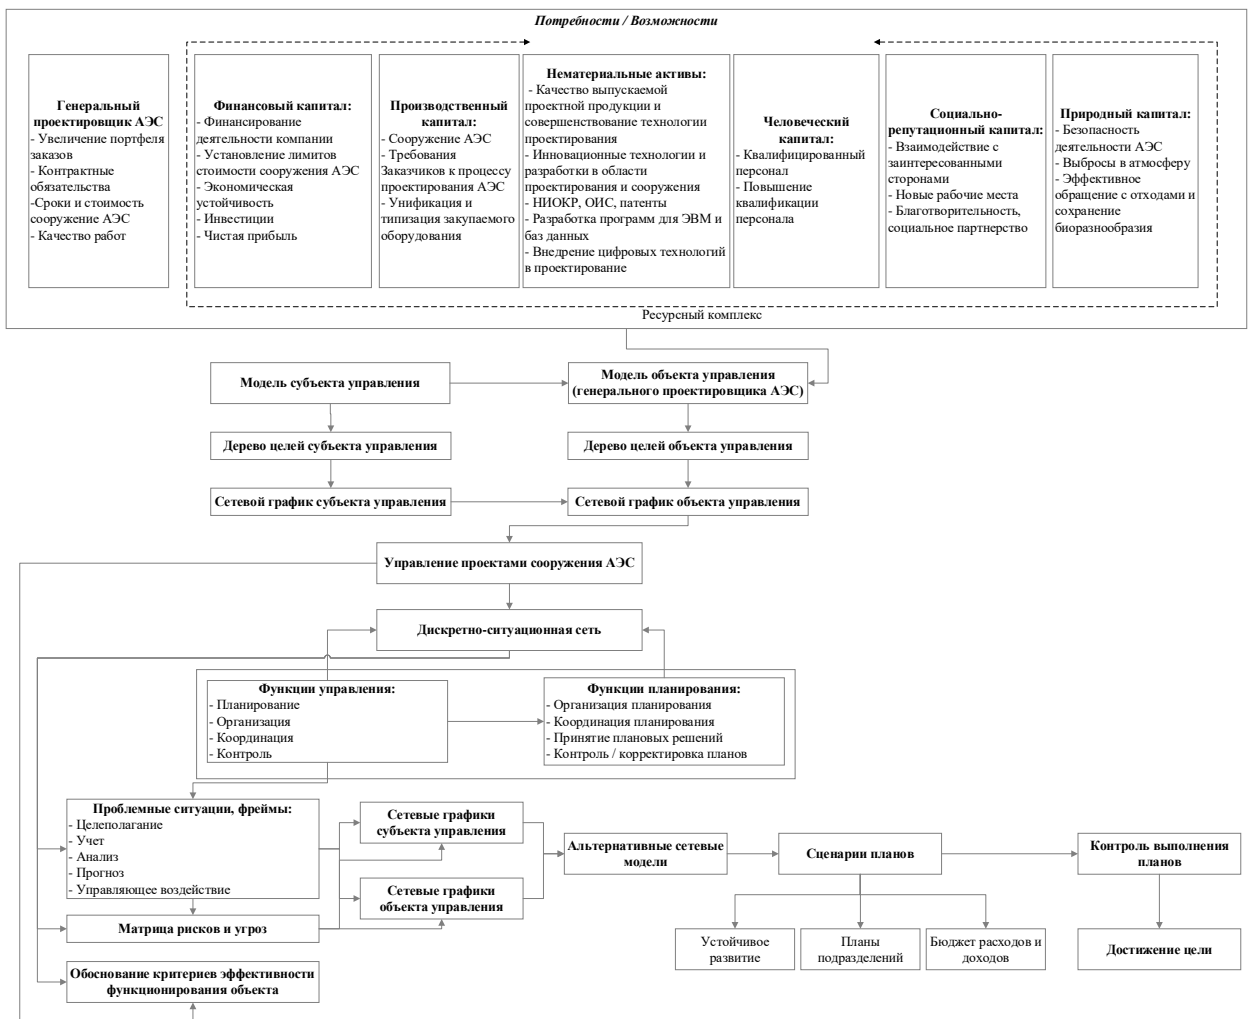 Потребности / Возможности
Генеральный
проектировщик АЭС
- Увеличение портфеля
заказов
- Контрактные
обязательства
-Сроки и стоимость
сооружение АЭС
- Качество работ
Финансовый капитал:
- Финансирование
деятельности компании
- Установление лимитов
стоимости сооружения АЭС
- Экономическая
устойчивость
- Инвестиции
- Чистая прибыль
Производственный
капитал:
- Сооружение АЭС
- Требования
Заказчиков к процессу
проектирования АЭС
- Унификация и
типизация закупаемого
оборудования
Нематериальные активы:
- Качество выпускаемой
проектной продукции и
совершенствование технологии
проектирования
- Инновационные технологии и
разработки в области
проектирования и сооружения
- НИОКР, ОИС, патенты
- Разработка программ для ЭВМ и
баз данных
- Внедрение цифровых технологий
в проектирование
Человеческий
капитал:
- Квалифицированный
персонал
- Повышение
квалификации
персонала
Социально-
репутационный капитал:
- Взаимодействие с
заинтересованными
сторонами
- Новые рабочие места
- Благотворительность,
социальное партнерство
Природный капитал:
- Безопасность
деятельности АЭС
- Выбросы в атмосферу
- Эффективное
обращение с отходами и
сохранение
биоразнообразия
Ресурсный комплекс
Модель субъекта управления
Модель объекта управления
(генерального проектировщика АЭС)
Дерево целей субъекта управления
Дерево целей объекта управления
Сетевой график субъекта управления
Сетевой график объекта управления
Управление проектами сооружения АЭС
Дискретно-ситуационная сеть
Функции управления:
- Планирование
- Организация
- Координация
- Контроль
Функции планирования:
- Организация планирования
- Координация планирования
- Принятие плановых решений
- Контроль / корректировка планов
Проблемные ситуации, фреймы:
- Целеполагание
- Учет
- Анализ
- Прогноз
- Управляющее воздействие
Матрица рисков и угроз
Обоснование критериев эффективности
функционирования объекта
Сетевые графики
субъекта управления
Сетевые графики
объекта управления
Альтернативные сетевые
модели
Сценарии планов
Контроль выполнения
планов
Устойчивое
развитие
Планы
подразделений
Бюджет расходов и
доходов
Достижение цели